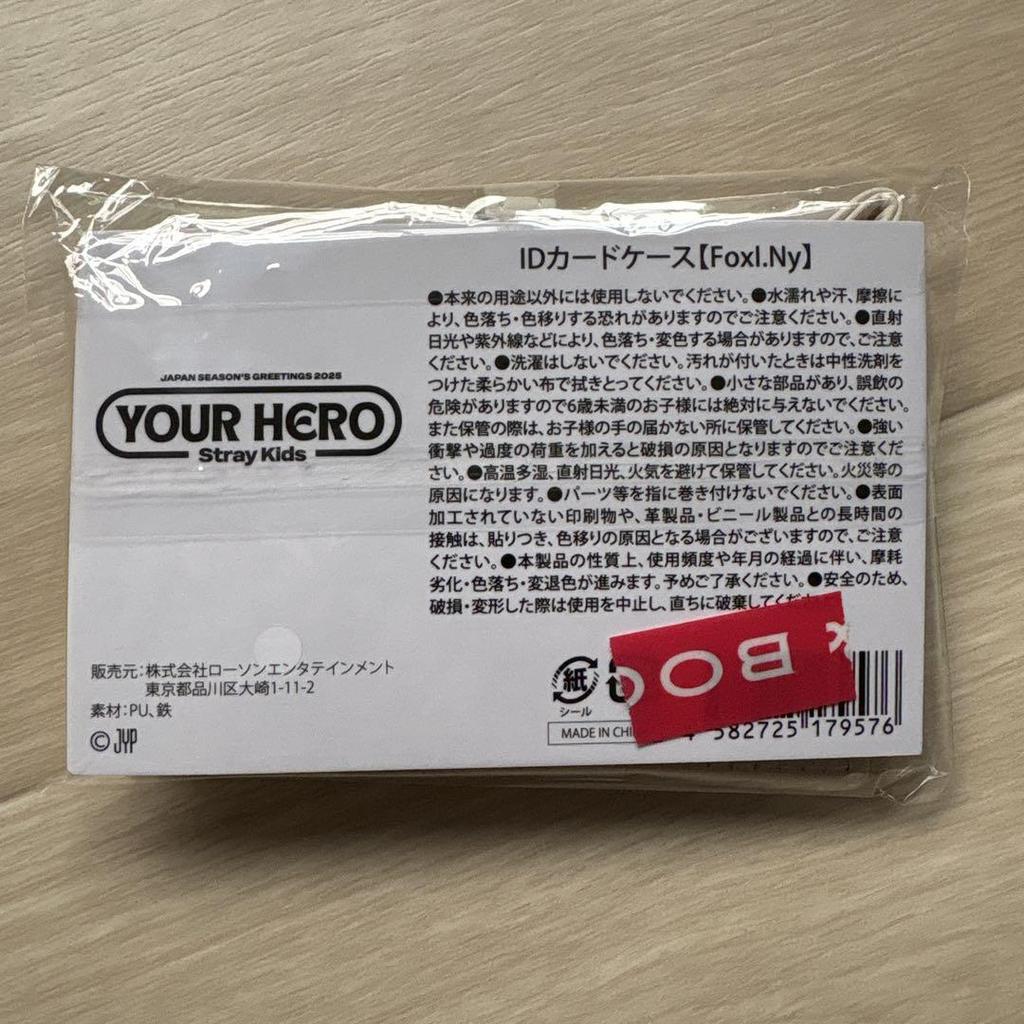 IDカードケース【FoxI.Ny】
●本来の用途以外には使用しないでください。●水濡れや汗、摩擦に
より、色落ち・色移りする恐れがありますのでご注意ください。●直射
日光や紫外線などにより、色落ち・変色する場合がありますので、ご注意
ください。●洗濯はしないでください。汚れが付いたときは中性洗剤を
つけた柔らかい布で拭きとってください。●小さな部品があり、誤飲の
危険がありますので6歳未満のお子様には絶対に与えないでください。
また保管の際は、お子様の手の届かない所に保管してください。●強い
衝撃や過度の荷重を加えると破損の原因となりますのでご注意くだ
さい。●高温多湿、直射日光、火気を避けて保管してください。火災等の
原因になります。●パーツ等を指に巻き付けないでください。●表面
加工されていない印刷物や、革製品・ビニール製品との長時間の
接触は、貼りつき、色移りの原因となる場合がございますので、ご注意
ください。●本製品の性質上、使用頻度や年月の経過に伴い、摩耗
劣化・色落ち・変退色が進みます。予めご了承ください。●安全のため、
破損・変形した際は使用を中止し、直ちに破棄してくだ
JAPAN SEASON'S GREETINGS 2025
YOUR HERO
Stray Kids
販売元：株式会社ローソンエンタテインメント
東京都品川区大崎1-11-2
素材：PU、鉄
© JYP
紙
シール
MADE IN CHI
& BOO
4 582725 179576